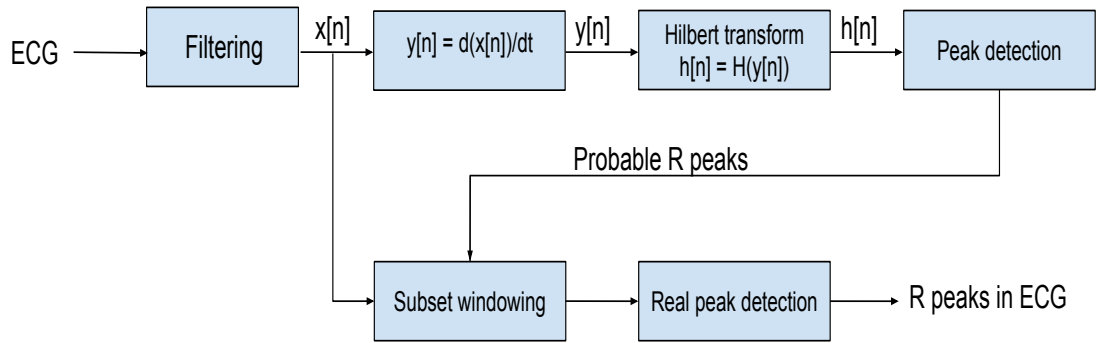 ECG
Filtering
x[n]
y[n] = d(x[n])/dt
y[n]
Hilbert transform
h[n] = H(y[n])
h[n]
Peak detection
Probable R peaks
Subset windowing
Real peak detection
R peaks in ECG